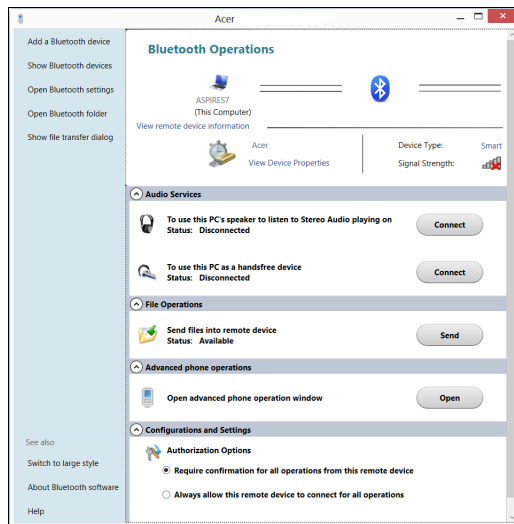 Acer
Add a Bluetooth device
Show Bluetooth devices
Open Bluetooth settings
Open Bluetooth folder
Show file transfer dialog
Bluetooth Operations
ASPIRES7
(This Computer)
View remote device information
Acer
View Device Properties
Device Type: Smart
Signal Strength:
Audio Services
To use this PC's speaker to listen to Stereo Audio playing on
Status: Disconnected
Connect
To use this PC as a handsfree device
Status: Disconnected
Connect
File Operations
Send files into remote device
Status: Available
Send
Advanced phone operations
Open advanced phone operation window
Open
Configurations and Settings
Authorization Options
Require confirmation for all operations from this remote device
Always allow this remote device to connect for all operations
See also
Switch to large style
About Bluetooth software
Help